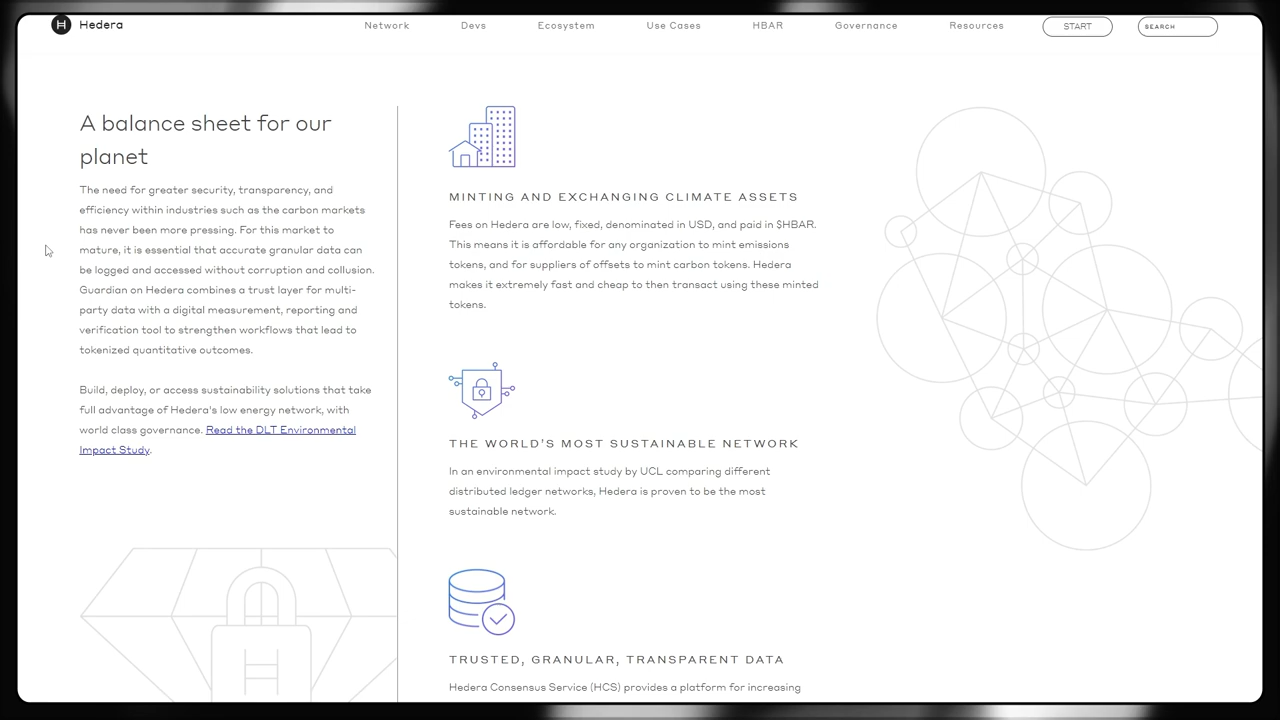 Hedera
Network
Devs
Ecosystem
Use Cases
HBAR
Governance
Resources
START
SEARCH
A balance sheet for our
planet
The need for greater security, transparency, and
efficiency within industries such as the carbon markets
has never been more pressing. For this market to
mature, it is essential that accurate granular data can
be logged and accessed without corruption and collusion.
Guardian on Hedera combines a trust layer for multi-
party data with a digital measurement, reporting and
verification tool to strengthen workflows that lead to
tokenized quantitative outcomes.
Build, deploy, or access sustainability solutions that take
full advantage of Hedera's low energy network, with
world class governance. Read the DLT Environmental
Impact Study.
MINTING AND EXCHANGING CLIMATE ASSETS
Fees on Hedera are low, fixed, denominated in USD, and paid in $HBAR.
This means it is affordable for any organization to mint emissions
tokens, and for suppliers of offsets to mint carbon tokens. Hedera
makes it extremely fast and cheap to then transact using these minted
tokens.
THE WORLD'S MOST SUSTAINABLE NETWORK
In an environmental impact study by UCL comparing different
distributed ledger networks, Hedera is proven to be the most
sustainable network.
TRUSTED, GRANULAR, TRANSPARENT DATA
Hedera Consensus Service (HCS) provides a platform for increasing